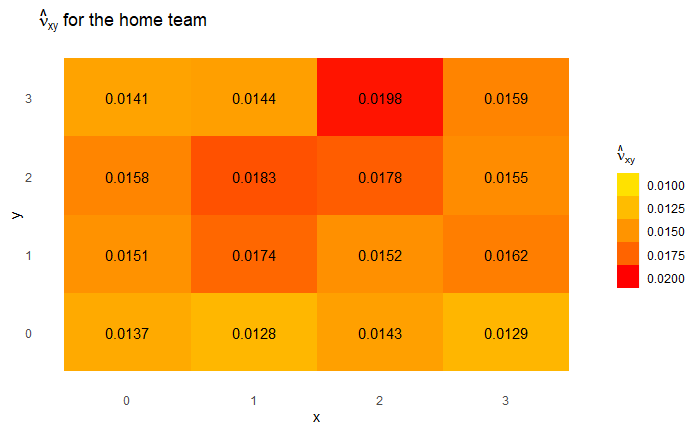 ν̂xy for the home team
3 0.0141 0.0144 0.0198 0.0159
2 0.0158 0.0183 0.0178 0.0155
y
1 0.0151 0.0174 0.0152 0.0162
0 0.0137 0.0128 0.0143 0.0129
0 1 2 3
x
ν̂xy
0.0100
0.0125
0.0150
0.0175
0.0200